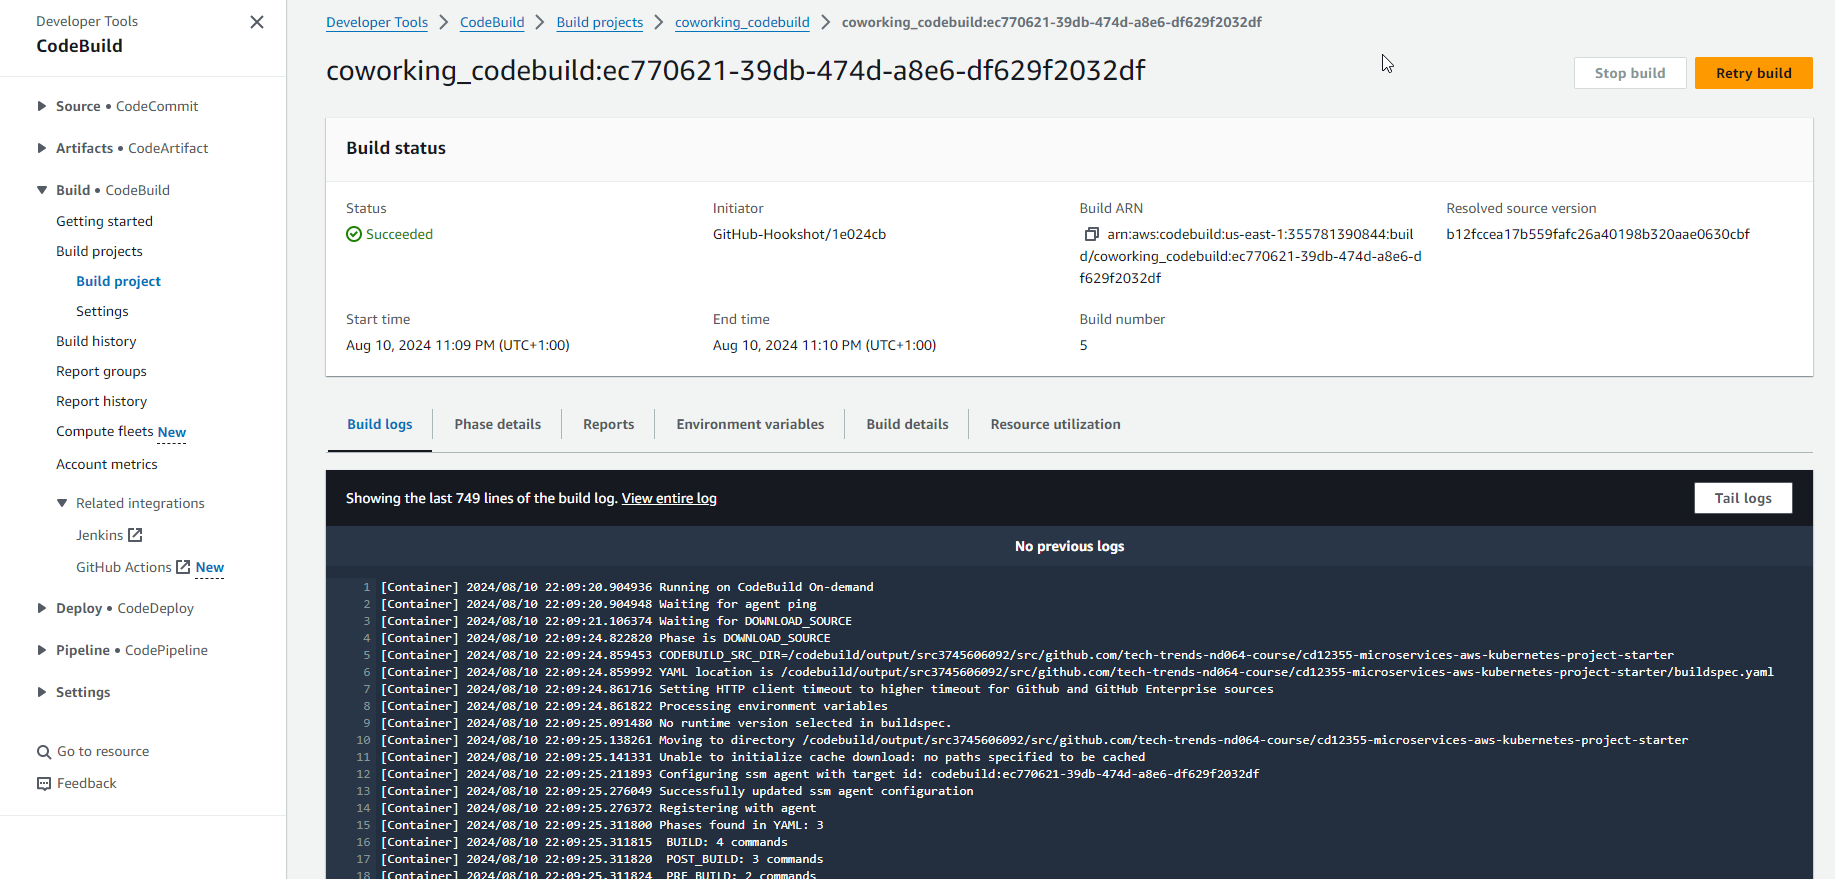 Developer Tools
CodeBuild
Source • CodeCommit
Artifacts • CodeArtifact
Build • CodeBuild
Getting started
Build projects
Build project
Settings
Build history
Report groups
Report history
Compute fleets New
Account metrics
Related integrations
Jenkins
GitHub Actions New
Deploy • CodeDeploy
Pipeline • CodePipeline
Settings
Go to resource
Feedback
Developer Tools > CodeBuild > Build projects > coworking_codebuild > coworking_codebuild:ec770621-39db-474d-a8e6-df629f2032df
coworking_codebuild:ec770621-39db-474d-a8e6-df629f2032df
Stop build
Retry build
Build status
Status
Succeeded
Initiator
GitHub-Hookshot/1e024cb
Build ARN
arn:aws:codebuild:us-east-1:355781390844:buil
d/coworking_codebuild:ec770621-39db-474d-a8e6-d
f629f2032df
Resolved source version
b12fccea17b559fafc26a40198b320aae0630cbf
Start time
Aug 10, 2024 11:09 PM (UTC+1:00)
End time
Aug 10, 2024 11:10 PM (UTC+1:00)
Build number
5
Build logs
Phase details
Reports
Environment variables
Build details
Resource utilization
Showing the last 749 lines of the build log. View entire log
Tail logs
No previous logs
1 [Container] 2024/08/10 22:09:20.904936 Running on CodeBuild On-demand
2 [Container] 2024/08/10 22:09:20.904948 Waiting for agent ping
3 [Container] 2024/08/10 22:09:21.106374 Waiting for DOWNLOAD_SOURCE
4 [Container] 2024/08/10 22:09:24.822820 Phase is DOWNLOAD_SOURCE
5 [Container] 2024/08/10 22:09:24.859453 CODEBUILD_SRC_DIR=/codebuild/output/src3745606092/src/github.com/tech-trends-nd064-course/cd12355-microservices-aws-kubernetes-project-starter
6 [Container] 2024/08/10 22:09:24.859992 YAML location is /codebuild/output/src3745606092/src/github.com/tech-trends-nd064-course/cd12355-microservices-aws-kubernetes-project-starter/buildspec.yaml
7 [Container] 2024/08/10 22:09:24.861716 Setting HTTP client timeout to higher timeout for Github and GitHub Enterprise sources
8 [Container] 2024/08/10 22:09:24.861822 Processing environment variables
9 [Container] 2024/08/10 22:09:25.091480 No runtime version selected in buildspec.
10 [Container] 2024/08/10 22:09:25.138261 Moving to directory /codebuild/output/src3745606092/src/github.com/tech-trends-nd064-course/cd12355-microservices-aws-kubernetes-project-starter
11 [Container] 2024/08/10 22:09:25.141331 Unable to initialize cache download: no paths specified to be cached
12 [Container] 2024/08/10 22:09:25.211893 Configuring ssm agent with target id: codebuild:ec770621-39db-474d-a8e6-df629f2032df
13 [Container] 2024/08/10 22:09:25.276049 Successfully updated ssm agent configuration
14 [Container] 2024/08/10 22:09:25.276372 Registering with agent
15 [Container] 2024/08/10 22:09:25.311800 Phases found in YAML: 3
16 [Container] 2024/08/10 22:09:25.311815 BUILD: 4 commands
17 [Container] 2024/08/10 22:09:25.311820 POST_BUILD: 3 commands
18 [Container] 2024/08/10 22:09:25.311824 PRE_BUILD: 2 commands